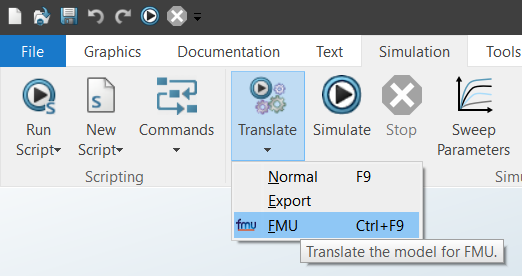 File Graphics Documentation Text Simulation Tools
S
Run Script
New Script
Commands
Translate
Simulate
Stop
Sweep Parameters
Scripting
Simu
Normal F9
Export
fmu FMU Ctrl+F9
Translate the model for FMU.